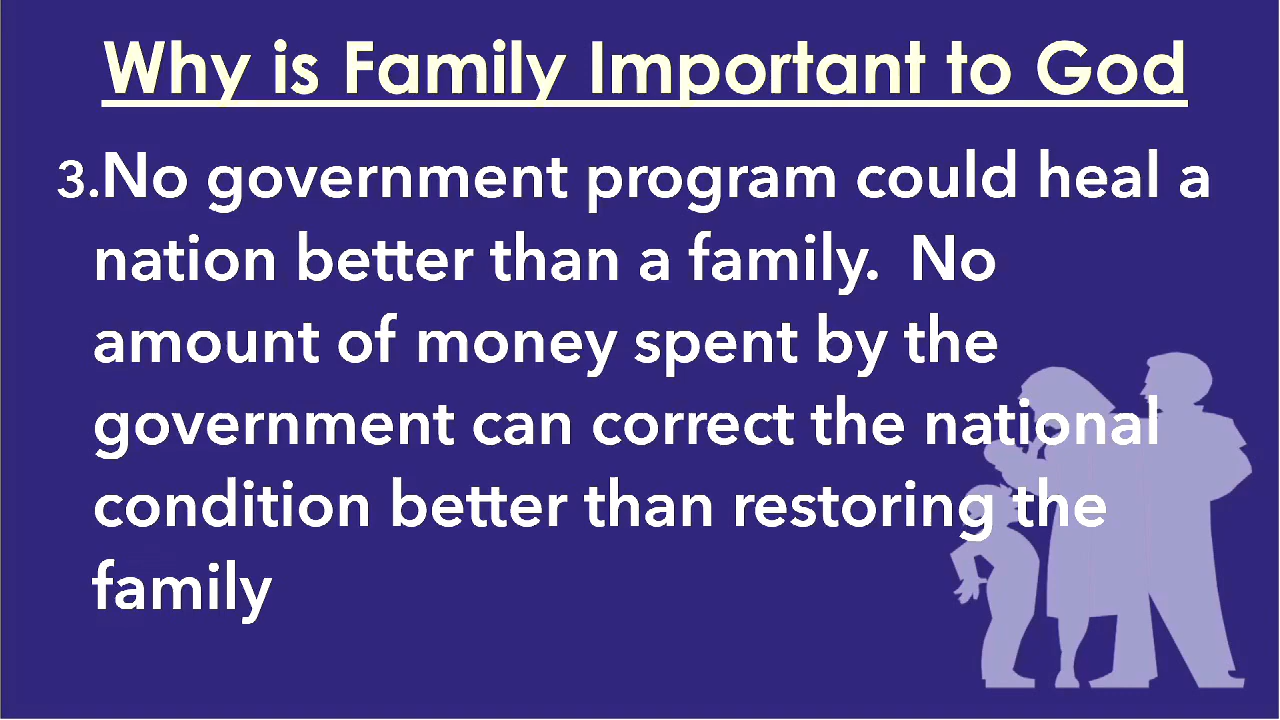 Why is Family Important to God
3.No government program could heal a
nation better than a family.  No
amount of money spent by the
government can correct the national
condition better than restoring the
family